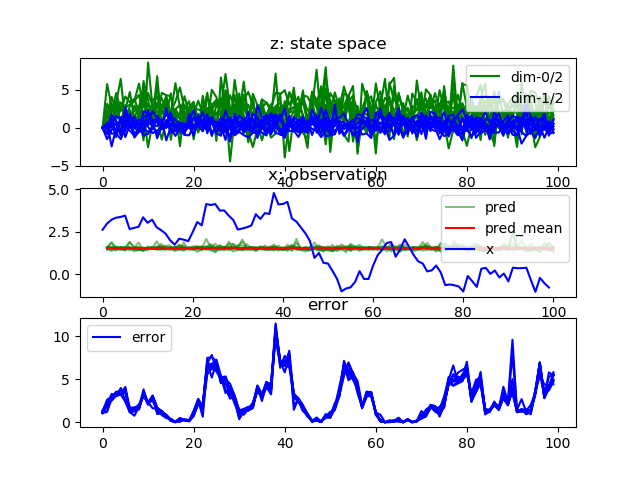 z: state space
5
0
−5
dim-0/2
dim-1/2
0 20 40 60 80 100
x: observation
5.0
2.5
0.0
pred
pred_mean
x
0 20 40 60 80 100
error
10
5
0
error
0 20 40 60 80 100